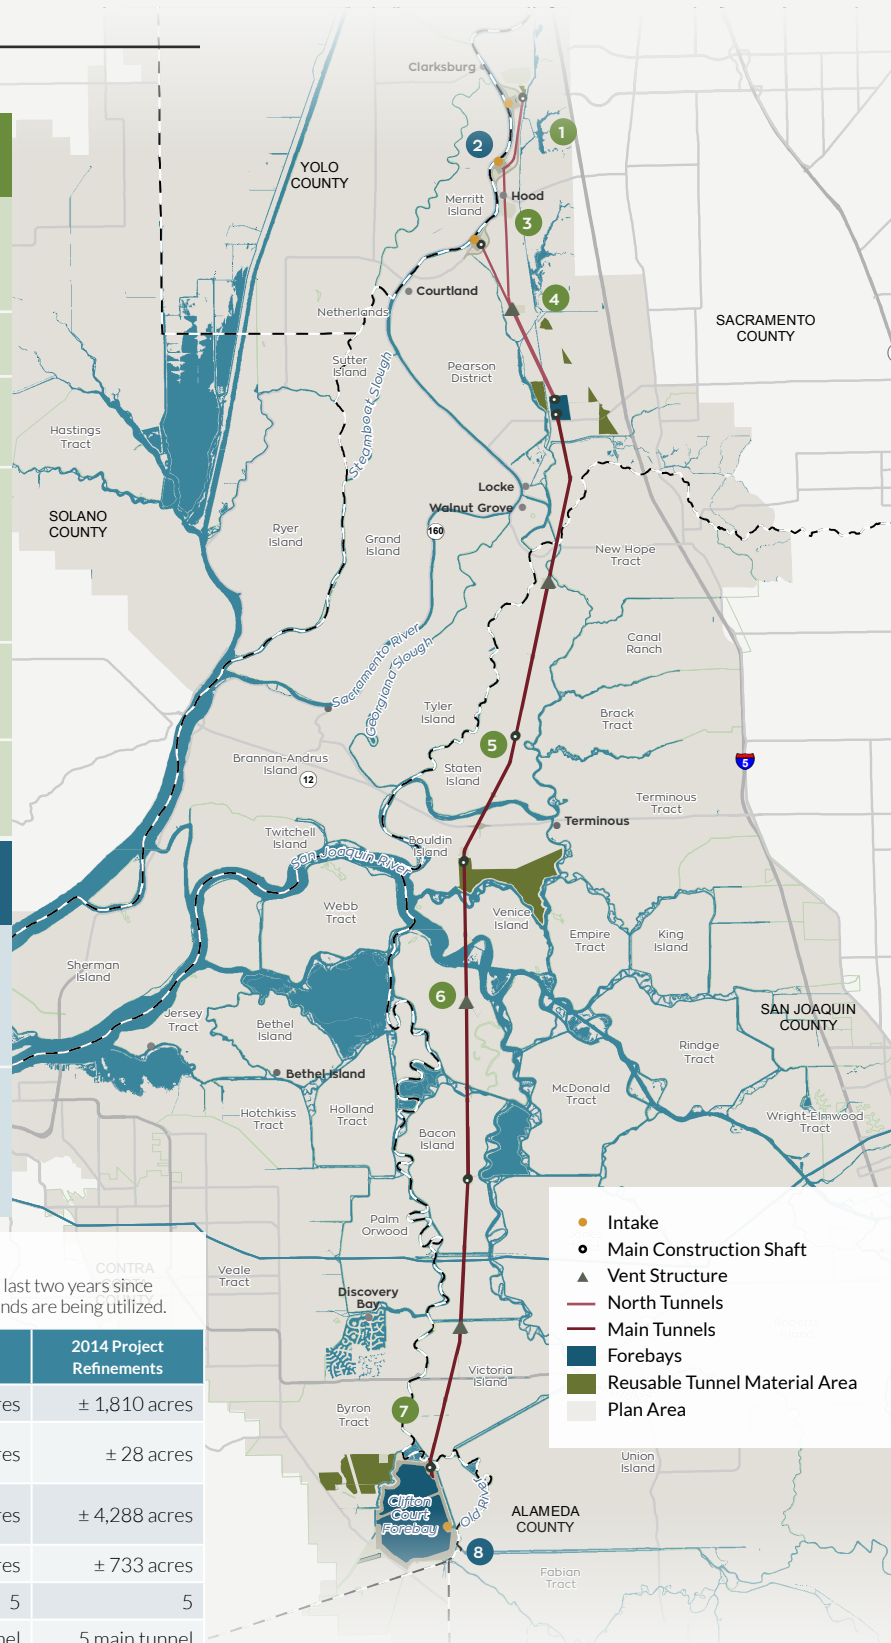 Clarksburg
1
2
YOLO
COUNTY
Merritt
Island
Hood
3
Courtland
4
Netherlands
SACRAMENTO
COUNTY
Sutter
Island
Steamboat Slough
Pearson
District
Hastings
Tract
Locke
Walnut Grove
SOLANO
COUNTY
Ryer
Island
160
Grand
Island
New Hope
Tract
Sacramento River
Georgiana Slough
Canal
Ranch
Tyler
Island
Brack
Tract
5
Brannan-Andrus
Island
12
Staten
Island
5
Terminous
Tract
Terminous
Twitchell
Island
Bouldin
Island
San Joaquin River
Webb
Tract
Venice
Island
Empire
Tract
King
Island
Sherman
Island
6
Jersey
Tract
Bethel
Island
SAN JOAQUIN
COUNTY
Rindge
Tract
Bethel Island
McDonald
Tract
Hotchkiss
Tract
Holland
Tract
Wright-Elmwood
Tract
Bacon
Island
Palm
Orwood
CONTRA
Veale
Tract
last two years since
nds are being utilized.
Discovery
Bay
2014 Project
Refinements
res
± 1,810 acres
res
± 28 acres
res
± 4,288 acres
res
± 733 acres
5
5
nel
5 main tunnel
Victoria
Island
Byron
Tract
7
Clifton
Court
Forebay
Old River
Union
Island
ALAMEDA
COUNTY
8
Fabian
Tract
Intake
Main Construction Shaft
Vent Structure
North Tunnels
Main Tunnels
Forebays
Reusable Tunnel Material Area
Plan Area